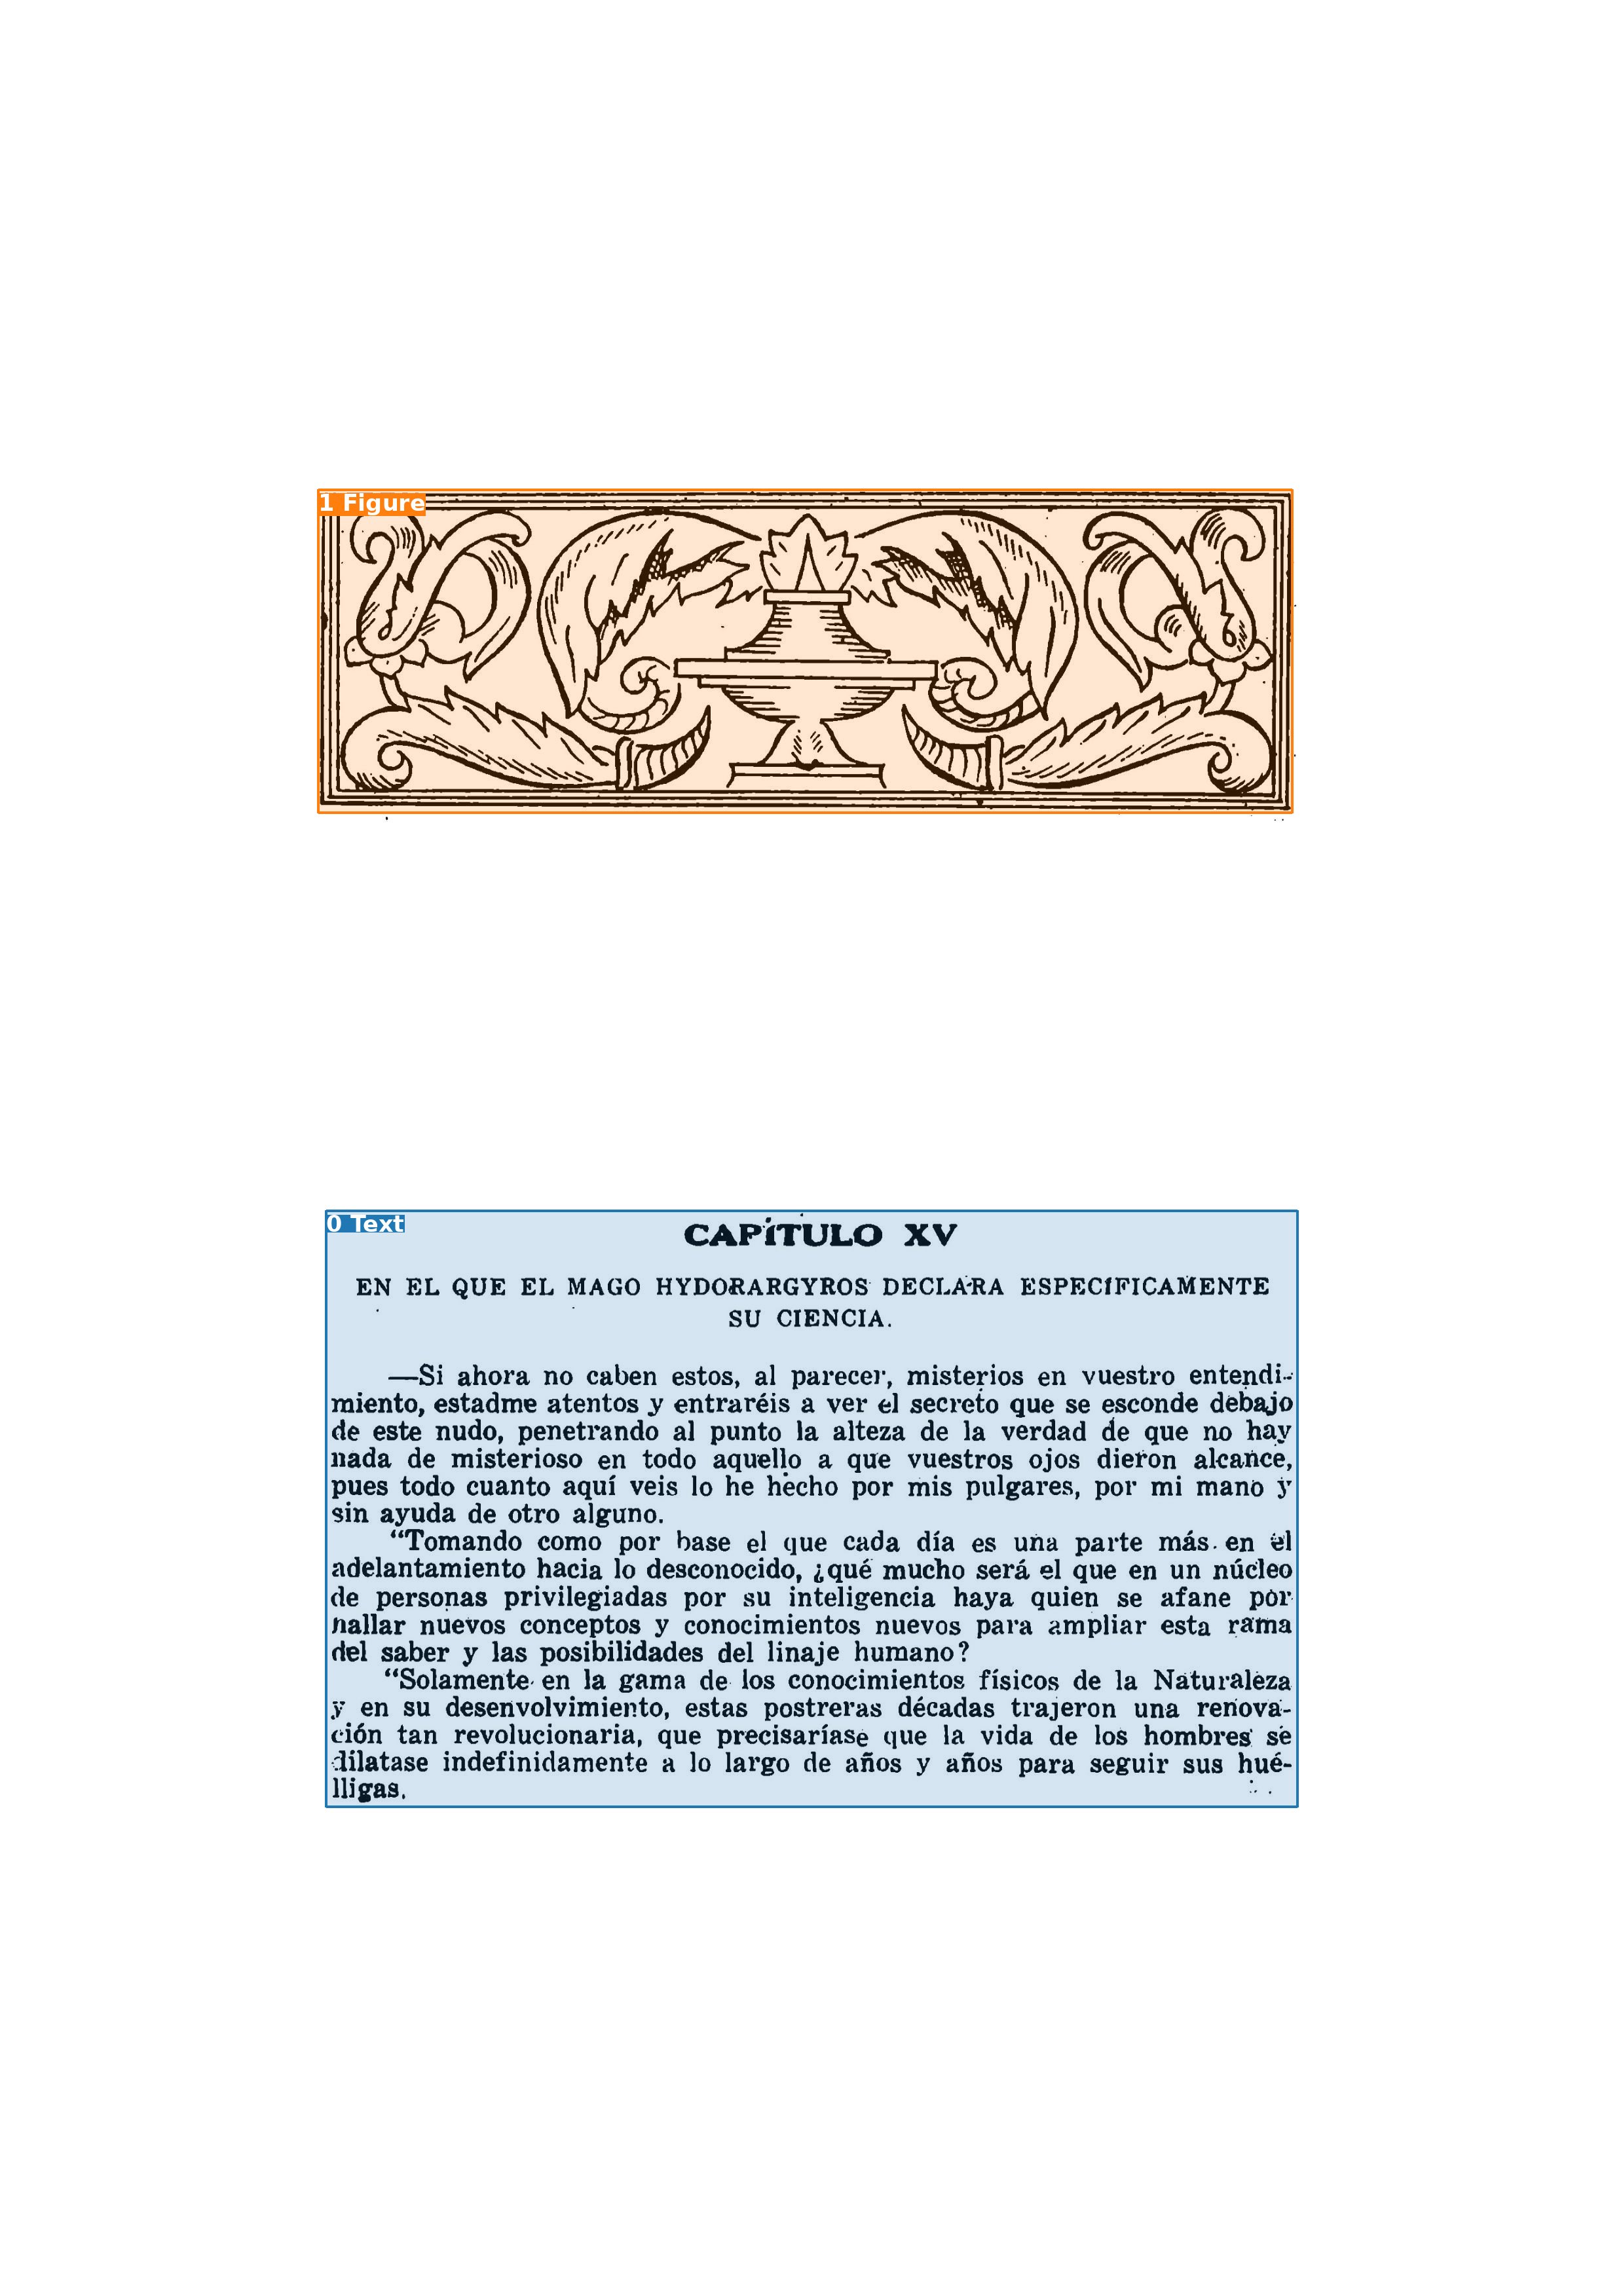 1 Figure
0 Text
CAPÍTULO XV
EN EL QUE EL MAGO HYDORARGYROS DECLARA ESPECÍFICAMENTE
SU CIENCIA.
—Si ahora no caben estos, al parecer, misterios en vuestro entendi-
miento, estadme atentos y entraréis a ver el secreto que se esconde debajo
de este nudo, penetrando al punto la alteza de la verdad de que no hay
nada de misterioso en todo aquello a que vuestros ojos dieron alcance,
pues todo cuanto aquí veis lo he hecho por mis pulgares, por mi mano y
sin ayuda de otro alguno.
“Tomando como por base el que cada día es una parte más en el
adelantamiento hacia lo desconocido, ¿qué mucho será el que en un núcleo
de personas privilegiadas por su inteligencia haya quien se afane por
hallar nuevos conceptos y conocimientos nuevos para ampliar esta rama
del saber y las posibilidades del linaje humano?
“Solamente en la gama de los conocimientos físicos de la Naturaleza
y en su desenvolvimiento, estas postreras décadas trajeron una renova-
ción tan revolucionaria, que precisaríase que la vida de los hombres se
dilatase indefinidamente a lo largo de años y años para seguir sus hué-
lligas.